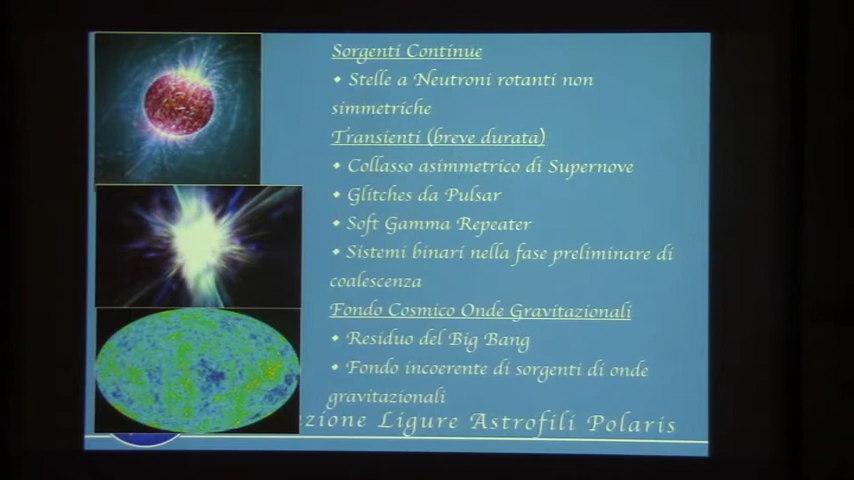 Sorgenti Continue
• Stelle a Neutroni rotanti non
simmetriche
Transienti (breve durata)
• Collasso asimmetrico di Supernove
• Glitches da Pulsar
• Soft Gamma Repeater
• Sistemi binari nella fase preliminare di
coalescenza
Fondo Cosmico Onde Gravitazionali
• Residuo del Big Bang
• Fondo incoerente di sorgenti di onde
gravitazionali
zione Ligure Astrofili Polaris